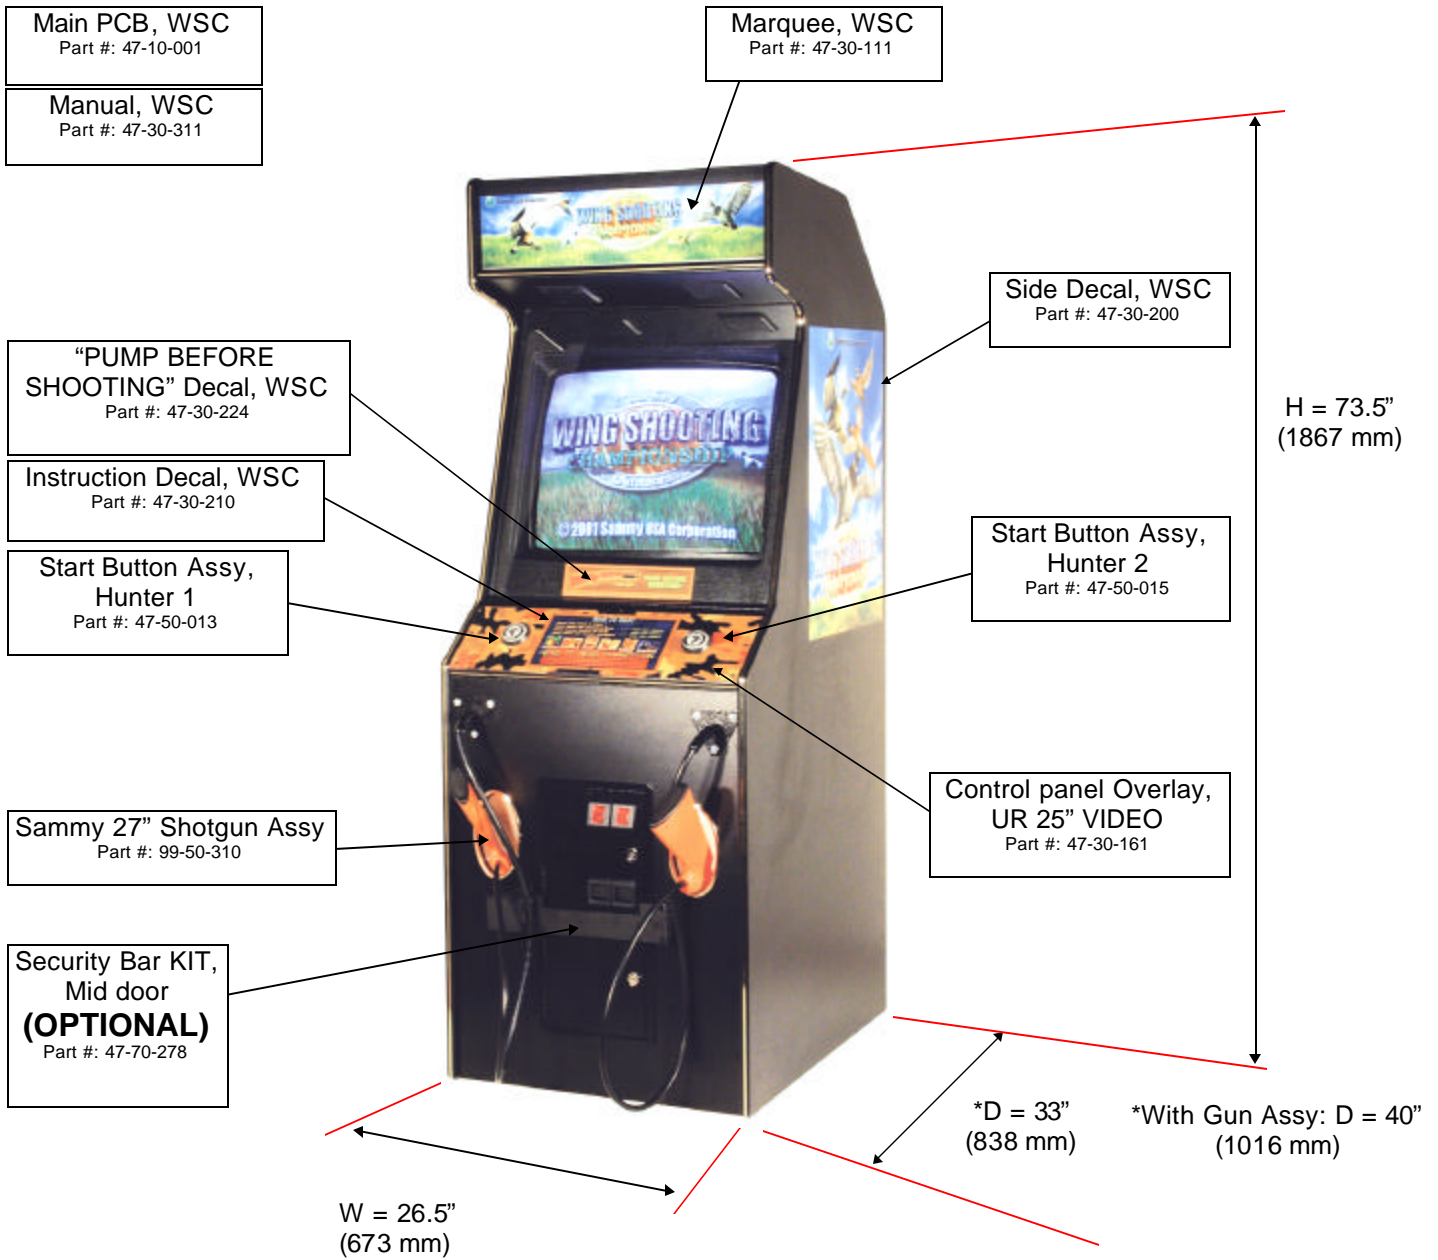 Main PCB, WSC
Part #: 47-10-001
Manual, WSC
Part #: 47-30-311
Marquee, WSC
Part #: 47-30-111
WING SHOOTING
Side Decal, WSC
Part #: 47-30-200
“PUMP BEFORE
SHOOTING” Decal, WSC
Part #: 47-30-224
H = 73.5”
(1867 mm)
WING SHOOTING
CHAMPIONSHIP
© 2001 Sammy USA Corporation
Instruction Decal, WSC
Part #: 47-30-210
Start Button Assy,
Hunter 1
Part #: 47-50-013
Start Button Assy,
Hunter 2
Part #: 47-50-015
Control panel Overlay,
UR 25” VIDEO
Part #: 47-30-161
Sammy 27” Shotgun Assy
Part #: 99-50-310
Security Bar KIT,
Mid door
(OPTIONAL)
Part #: 47-70-278
*D = 33”
(838 mm)
*With Gun Assy: D = 40”
(1016 mm)
W = 26.5”
(673 mm)